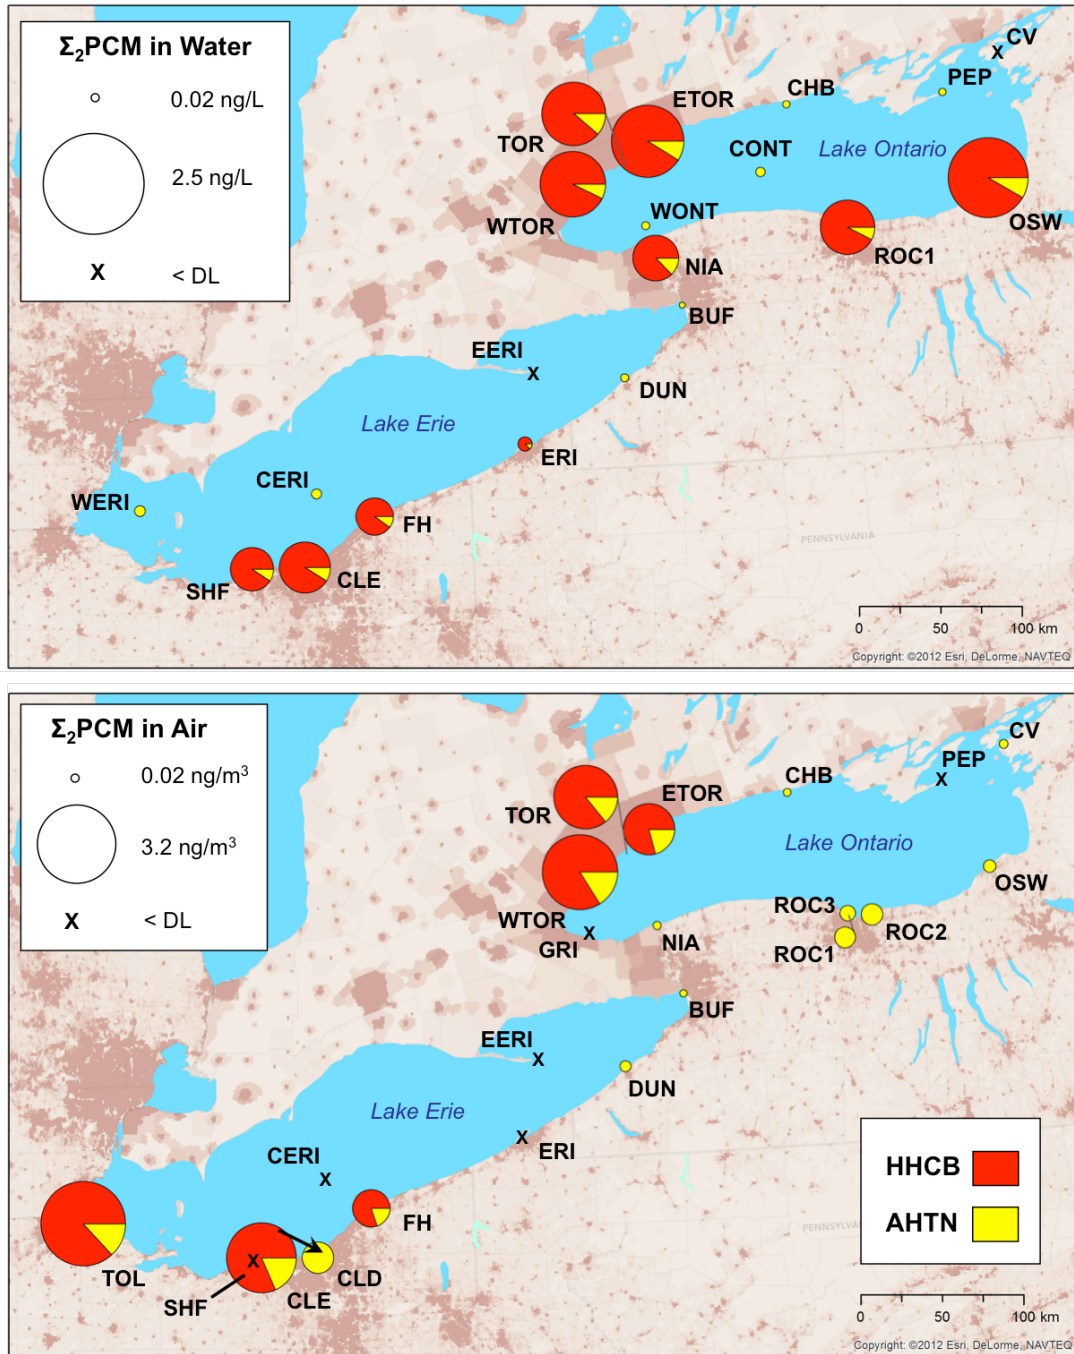 Σ₂PCM in Water
0.02 ng/L
2.5 ng/L
X < DL
CV
X
PEP
CHB
ETOR
TOR
CONT
Lake Ontario
WTOR
WONT
OSW
ROC1
NIA
BUF
EERI
X
DUN
Lake Erie
ERI
CERI
WERI
FH
PENNSYLVANIA
SHF
CLE
0 50 100 km
Copyright: ©2012 Esri, DeLorme, NAVTEQ
Σ₂PCM in Air
0.02 ng/m³
3.2 ng/m³
X < DL
CV
PEP
X
CHB
ETOR
TOR
Lake Ontario
OSW
WTOR
ROC3
ROC2
GRI
X
NIA
ROC1
BUF
EERI
X
DUN
Lake Erie
X
ERI
CERI
X
HHCB
AHTN
FH
PENNSYLVANIA
X
TOL
CLD
SHF
CLE
0 50 100 km
Copyright: ©2012 Esri, DeLorme, NAVTEQ